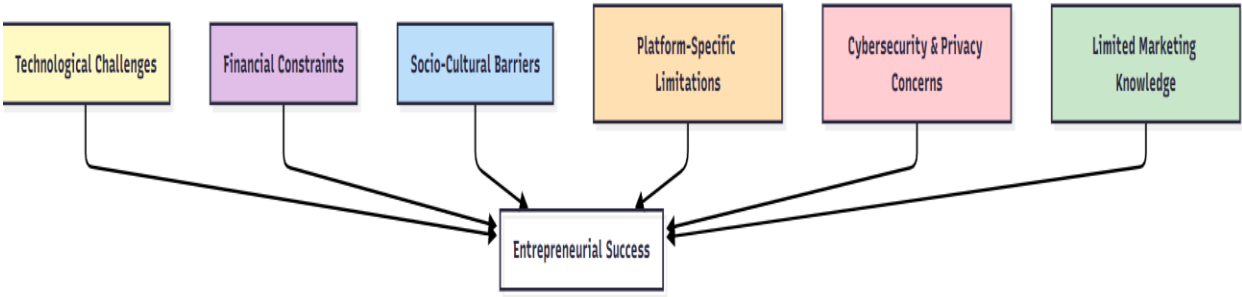 Technological Challenges
Financial Constraints
Socio-Cultural Barriers
Platform-Specific
Limitations
Cybersecurity & Privacy
Concerns
Limited Marketing
Knowledge
Entrepreneurial Success